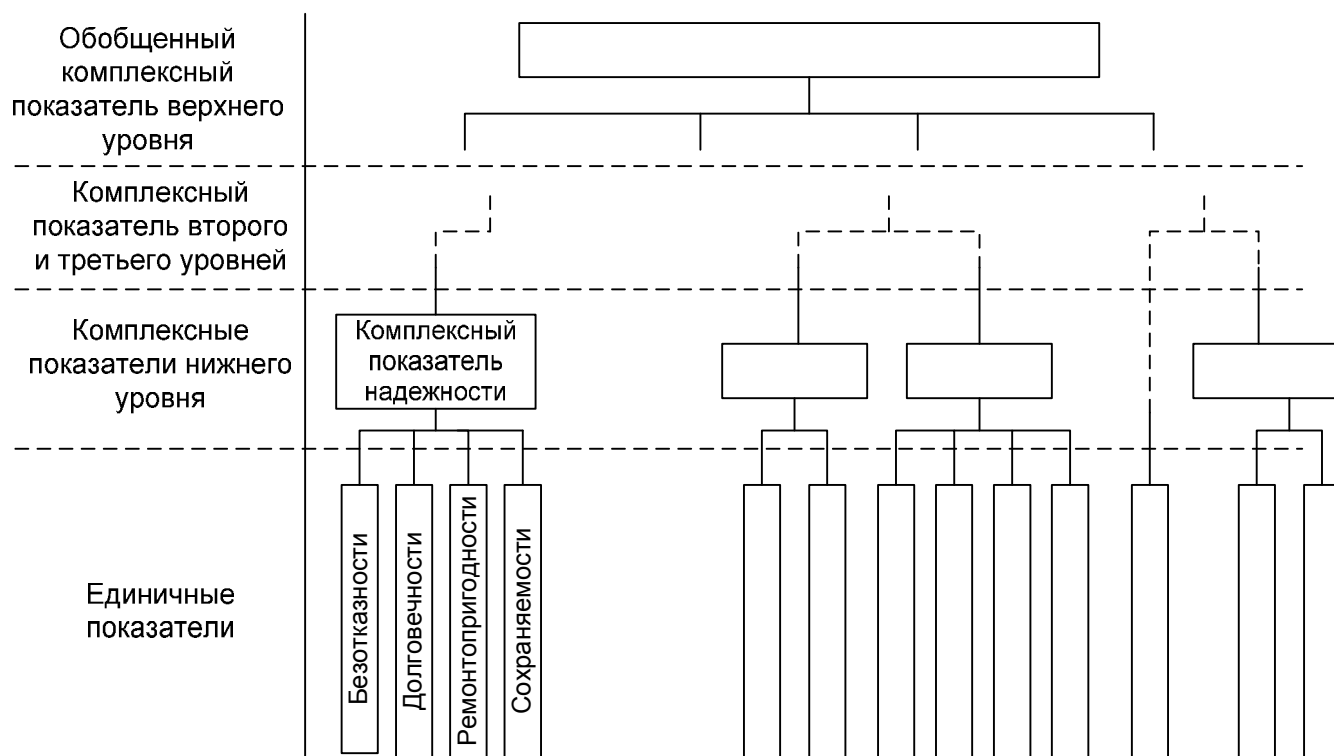 Обобщенный
комплексный
показатель верхнего
уровня
Комплексный
показатель второго
и третьего уровней
Комплексные
показатели нижнего
уровня
Комплексный
показатель
надежности
Единичные
показатели
Безотказности
Долговечности
Ремонтопригодности
Сохраняемости